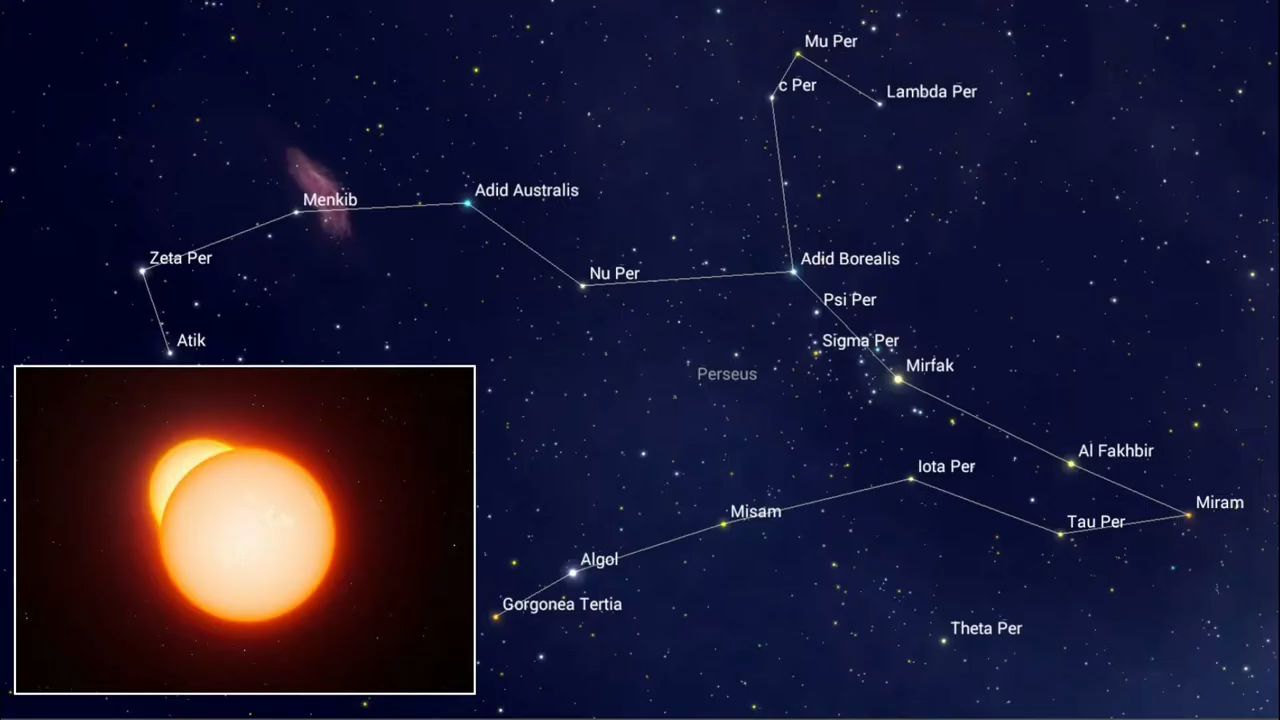 Mu Per
c Per
Lambda Per
Adid Australis
Menkib
Zeta Per
Adid Borealis
Nu Per
Psi Per
Atik
Sigma Per
Mirfak
Perseus
Al Fakhbir
Iota Per
Miram
Misam
Tau Per
Algol
Gorgonea Tertia
Theta Per